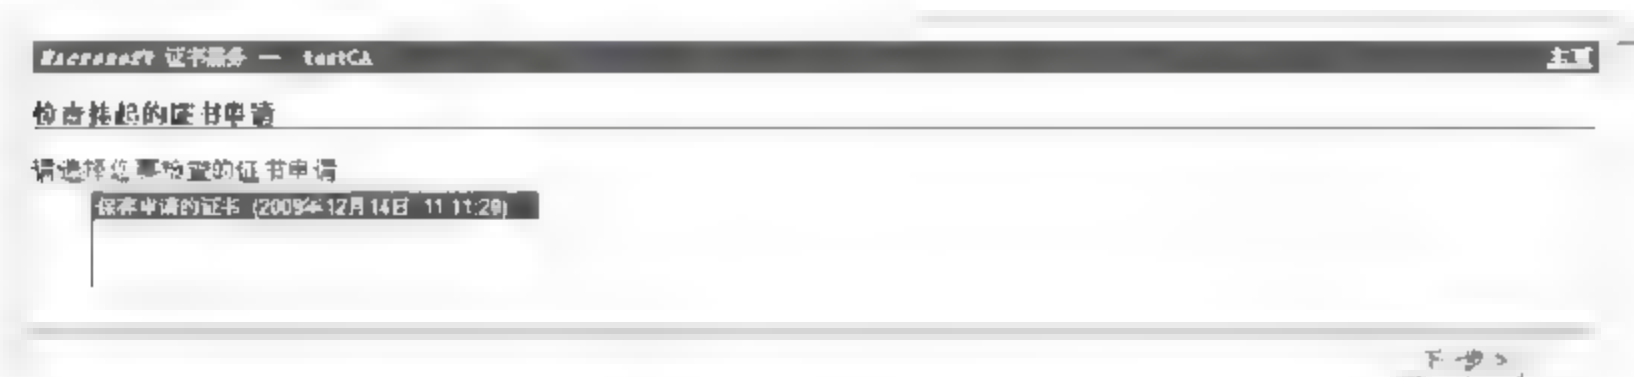 Microsoft 证书服务 — testCA 主页
检查挂起的证书申请
请选择您要检查的证书申请
保存申请的证书 (2009年12月14日 11:11:20)
下一步 >